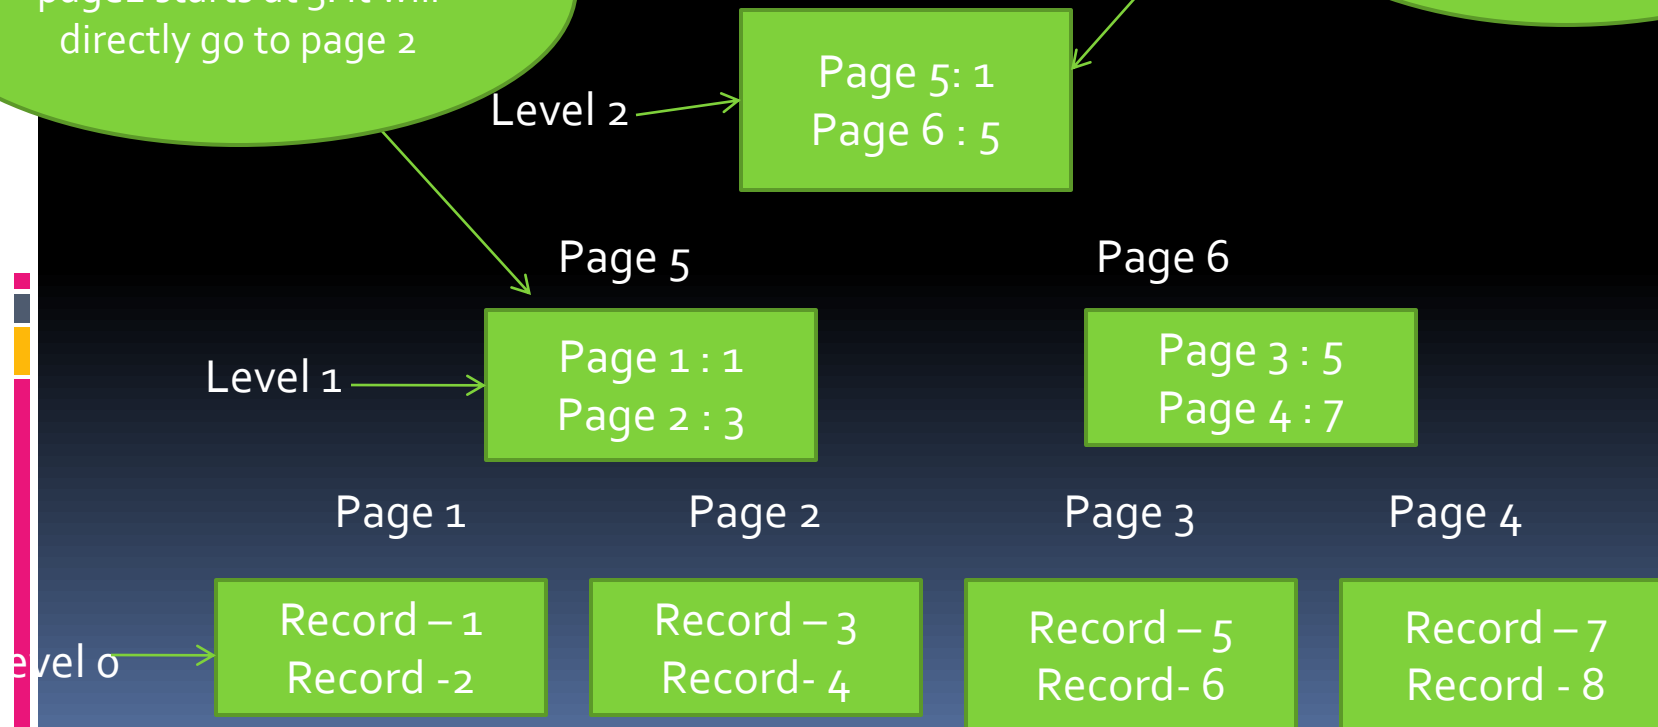 directly go to page 2
Page 5: 1
Page 6 : 5
Level 2
Page 5
Page 6
Level 1
Page 1 : 1
Page 2 : 3
Page 3 : 5
Page 4 : 7
Page 1
Page 2
Page 3
Page 4
evel 0
Record – 1
Record -2
Record – 3
Record- 4
Record – 5
Record- 6
Record – 7
Record - 8